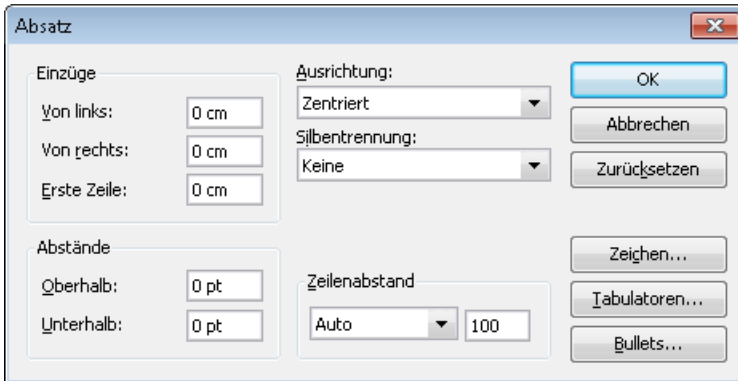 Absatz
Einzüge
Von links:
0 cm
Von rechts:
0 cm
Erste Zeile:
0 cm
Abstände
Oberhalb:
0 pt
Unterhalb:
0 pt
Ausrichtung:
Zentriert
Silbentrennung:
Keine
Zeilenabstand
Auto
100
OK
Abbrechen
Zurücksetzen
Zeichen...
Tabulatoren...
Bullets...